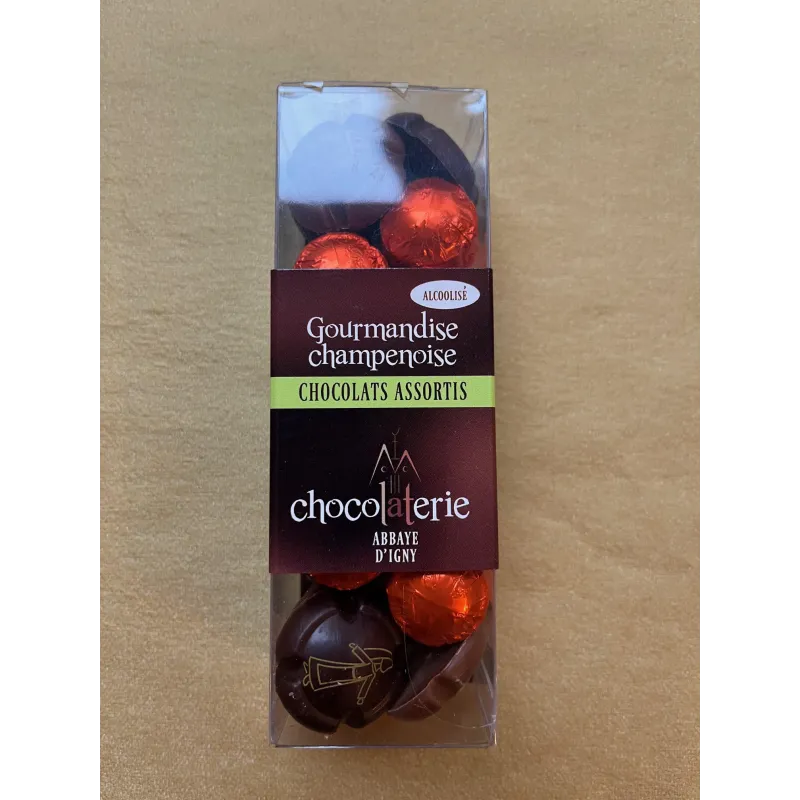 ALCOOLISÉ
Gourmandise
champenoise
CHOCOLATS ASSORTIS
chocolaterie
ABBAYE
D'IGNY